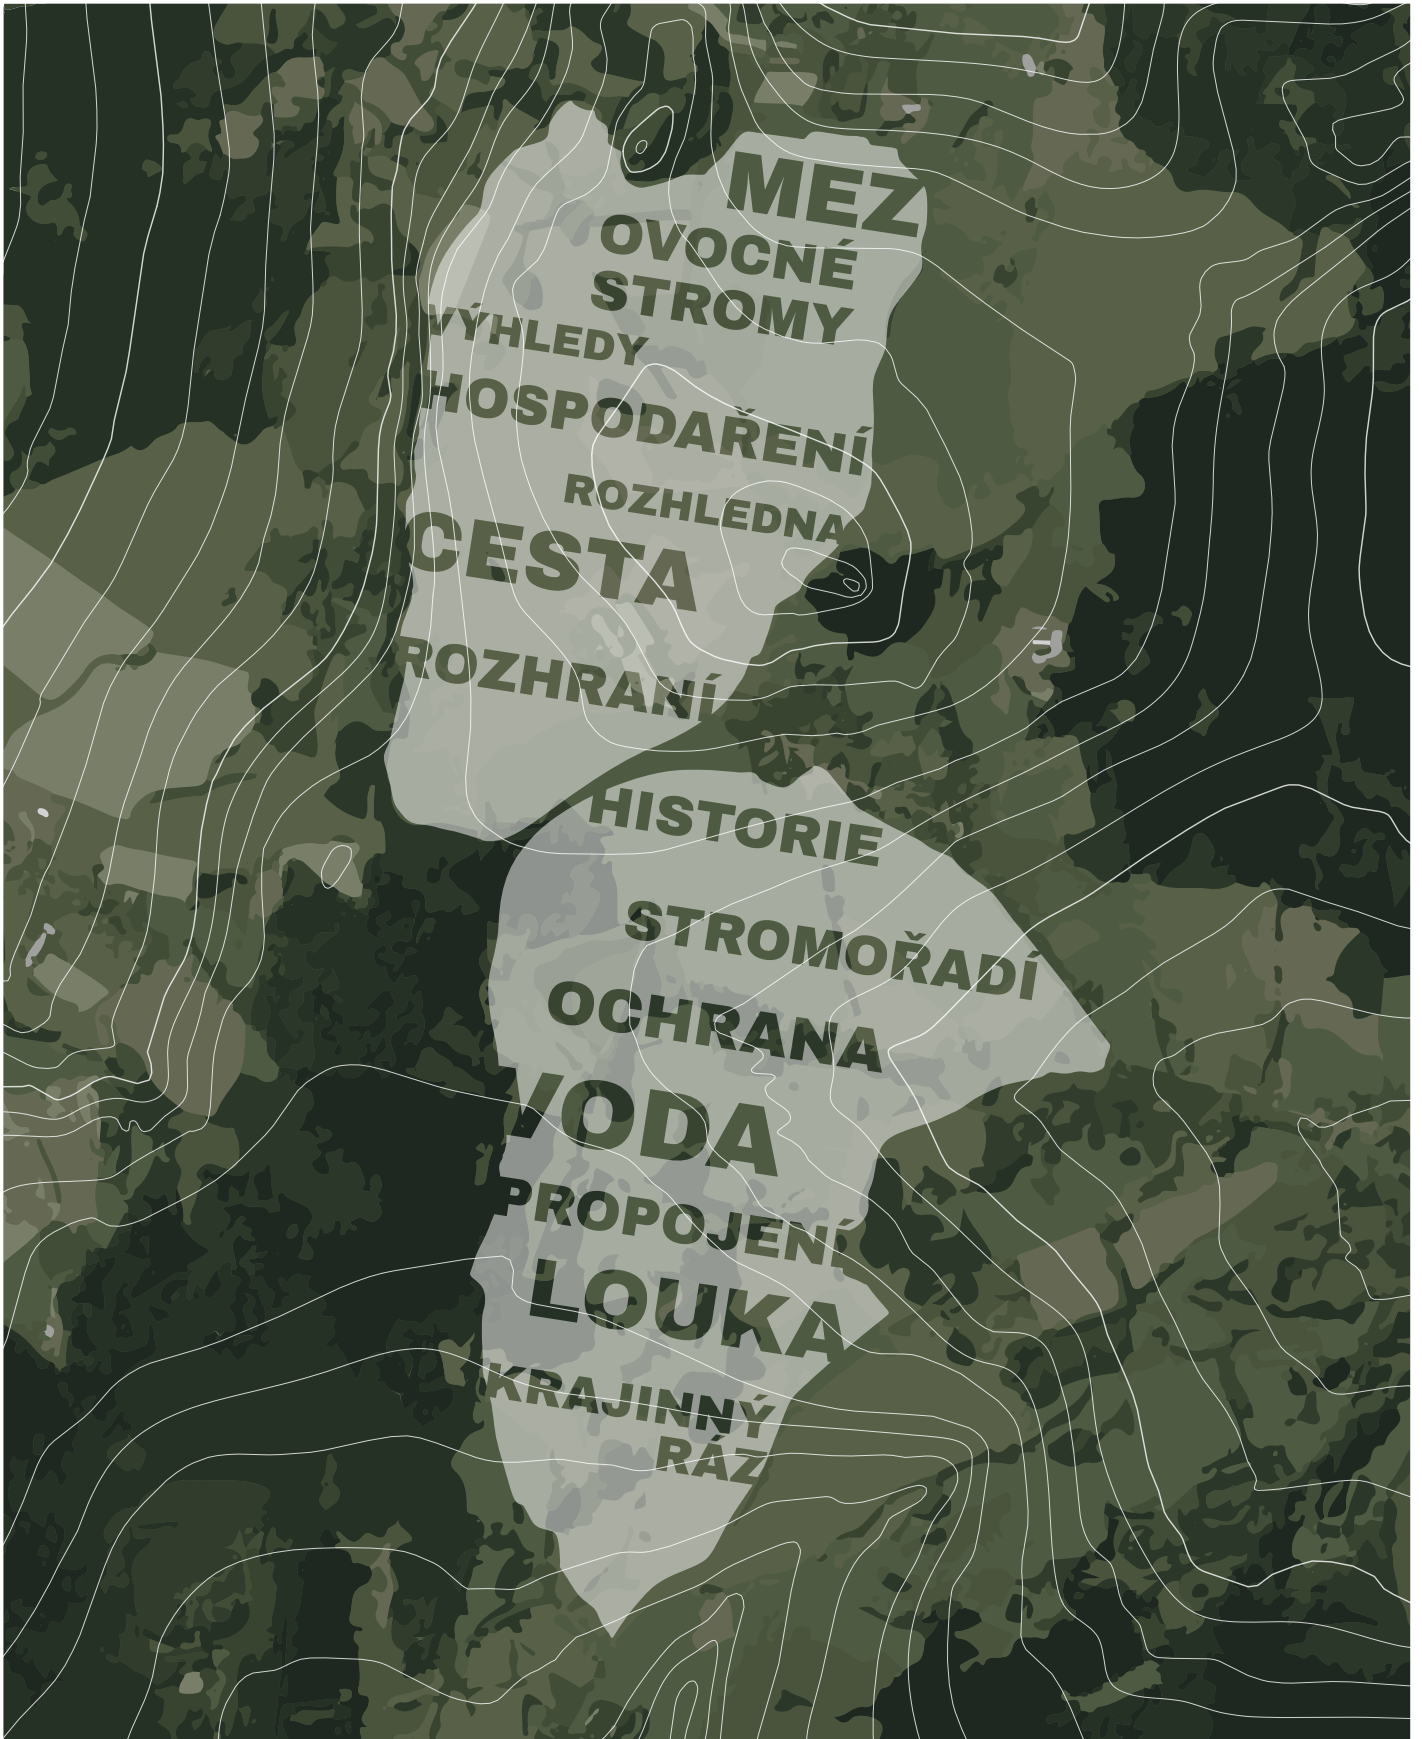 MEZ
OVOCNÉ
STROMY
VÝHLEDY
HOSPODAŘENÍ
ROZHLEDNA
CESTA
ROZHRANÍ
HISTORIE
STROMOŘADÍ
OCHRANA
VODA
PROPOJENÍ
LOUKA
KRAJINNÝ
RÁZ